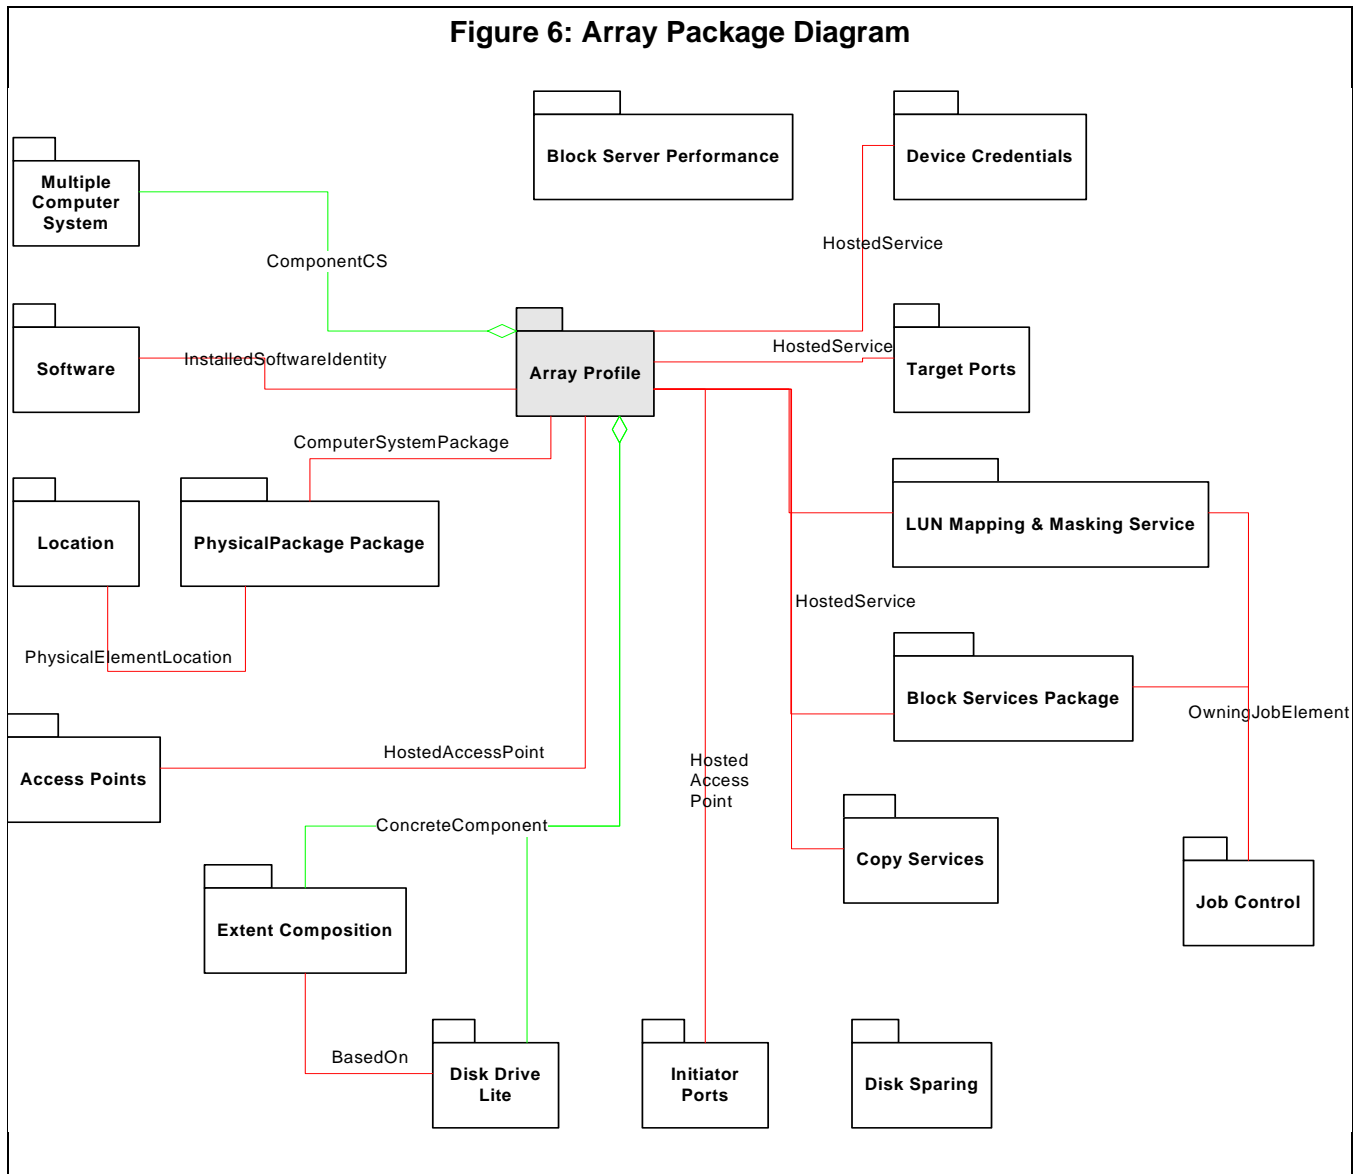 Figure 6: Array Package Diagram
Block Server Performance
Device Credentials
Multiple
Computer
System
HostedService
ComponentCS
HostedService
InstalledSoftwareIdentity
Software
Array Profile
Target Ports
ComputerSystemPackage
LUN Mapping & Masking Service
Location
PhysicalPackage Package
HostedService
PhysicalElementLocation
Block Services Package
OwningJobElement
HostedAccessPoint
Hosted
Access
Point
Access Points
ConcreteComponent
Copy Services
Job Control
Extent Composition
BasedOn
Disk Drive
Lite
Initiator
Ports
Disk Sparing